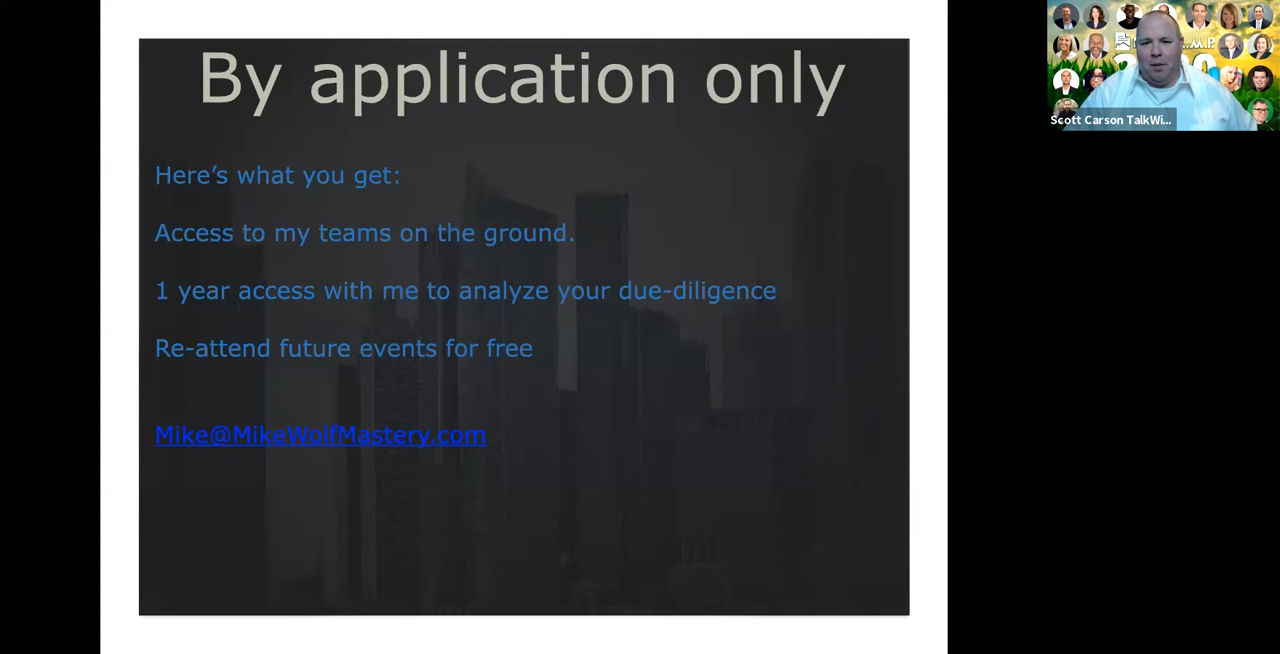 By application only
Here's what you get:
Access to my teams on the ground.
1 year access with me to analyze your due-diligence
Re-attend future events for free
Mike@MikeWolfMastery.com
Scott Carson TalkWi...